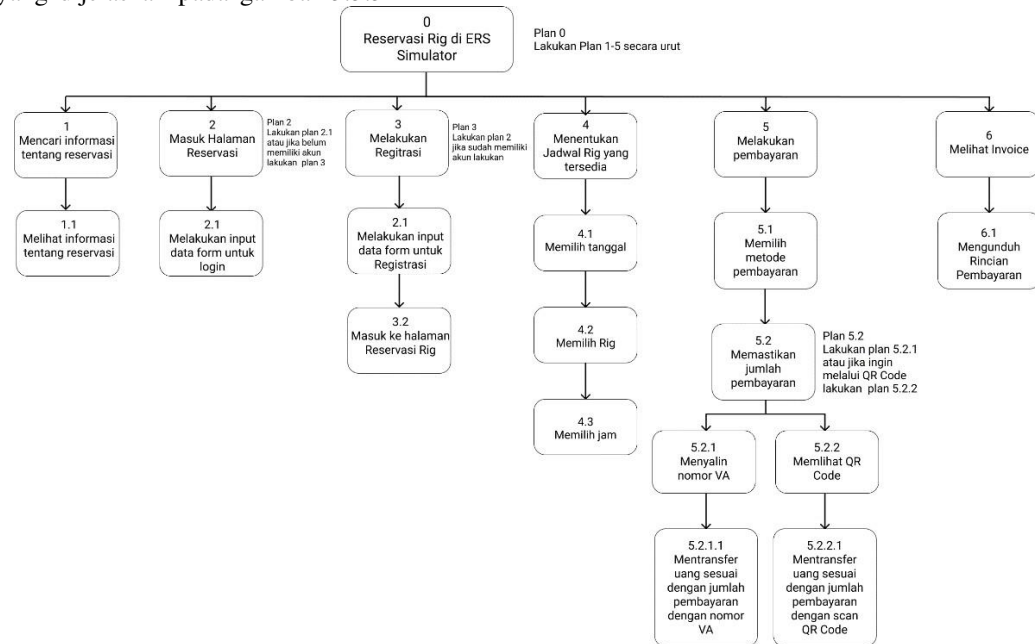 0
Reservasi Rig di ERS
Simulator
Plan 0
Lakukan Plan 1-5 secara urut
1
Mencari informasi
tentang reservasi
2
Masuk Halaman
Reservasi
Plan 2
Lakukan plan 2.1
atau jika belum
memiliki akun
lakukan plan 3
3
Melakukan
Regitrasi
Plan 3
Lakukan plan 2
jika sudah memiliki
akun lakukan
4
Menentukan
Jadwal Rig yang
tersedia
5
Melakukan
pembayaran
6
Melihat Invoice
1.1
Melihat informasi
tentang reservasi
2.1
Melakukan input
data form untuk
login
2.1
Melakukan input
data form untuk
Registrasi
4.1
Memilih tanggal
5.1
Memilih
metode
pembayaran
6.1
Mengunduh
Rincian
Pembayaran
3.2
Masuk ke halaman
Reservasi Rig
4.2
Memilih Rig
5.2
Memastikan
jumlah
pembayaran
Plan 5.2
Lakukan plan 5.2.1
atau jika ingin
melalui QR Code
lakukan plan 5.2.2
4.3
Memilih jam
5.2.1
Menyalin
nomor VA
5.2.2
Memlihat QR
Code
5.2.1.1
Mentransfer
uang sesuai
dengan jumlah
pembayaran
dengan nomor
VA
5.2.2.1
Mentransfer
uang sesuai
dengan jumlah
pembayaran
dengan scan
QR Code